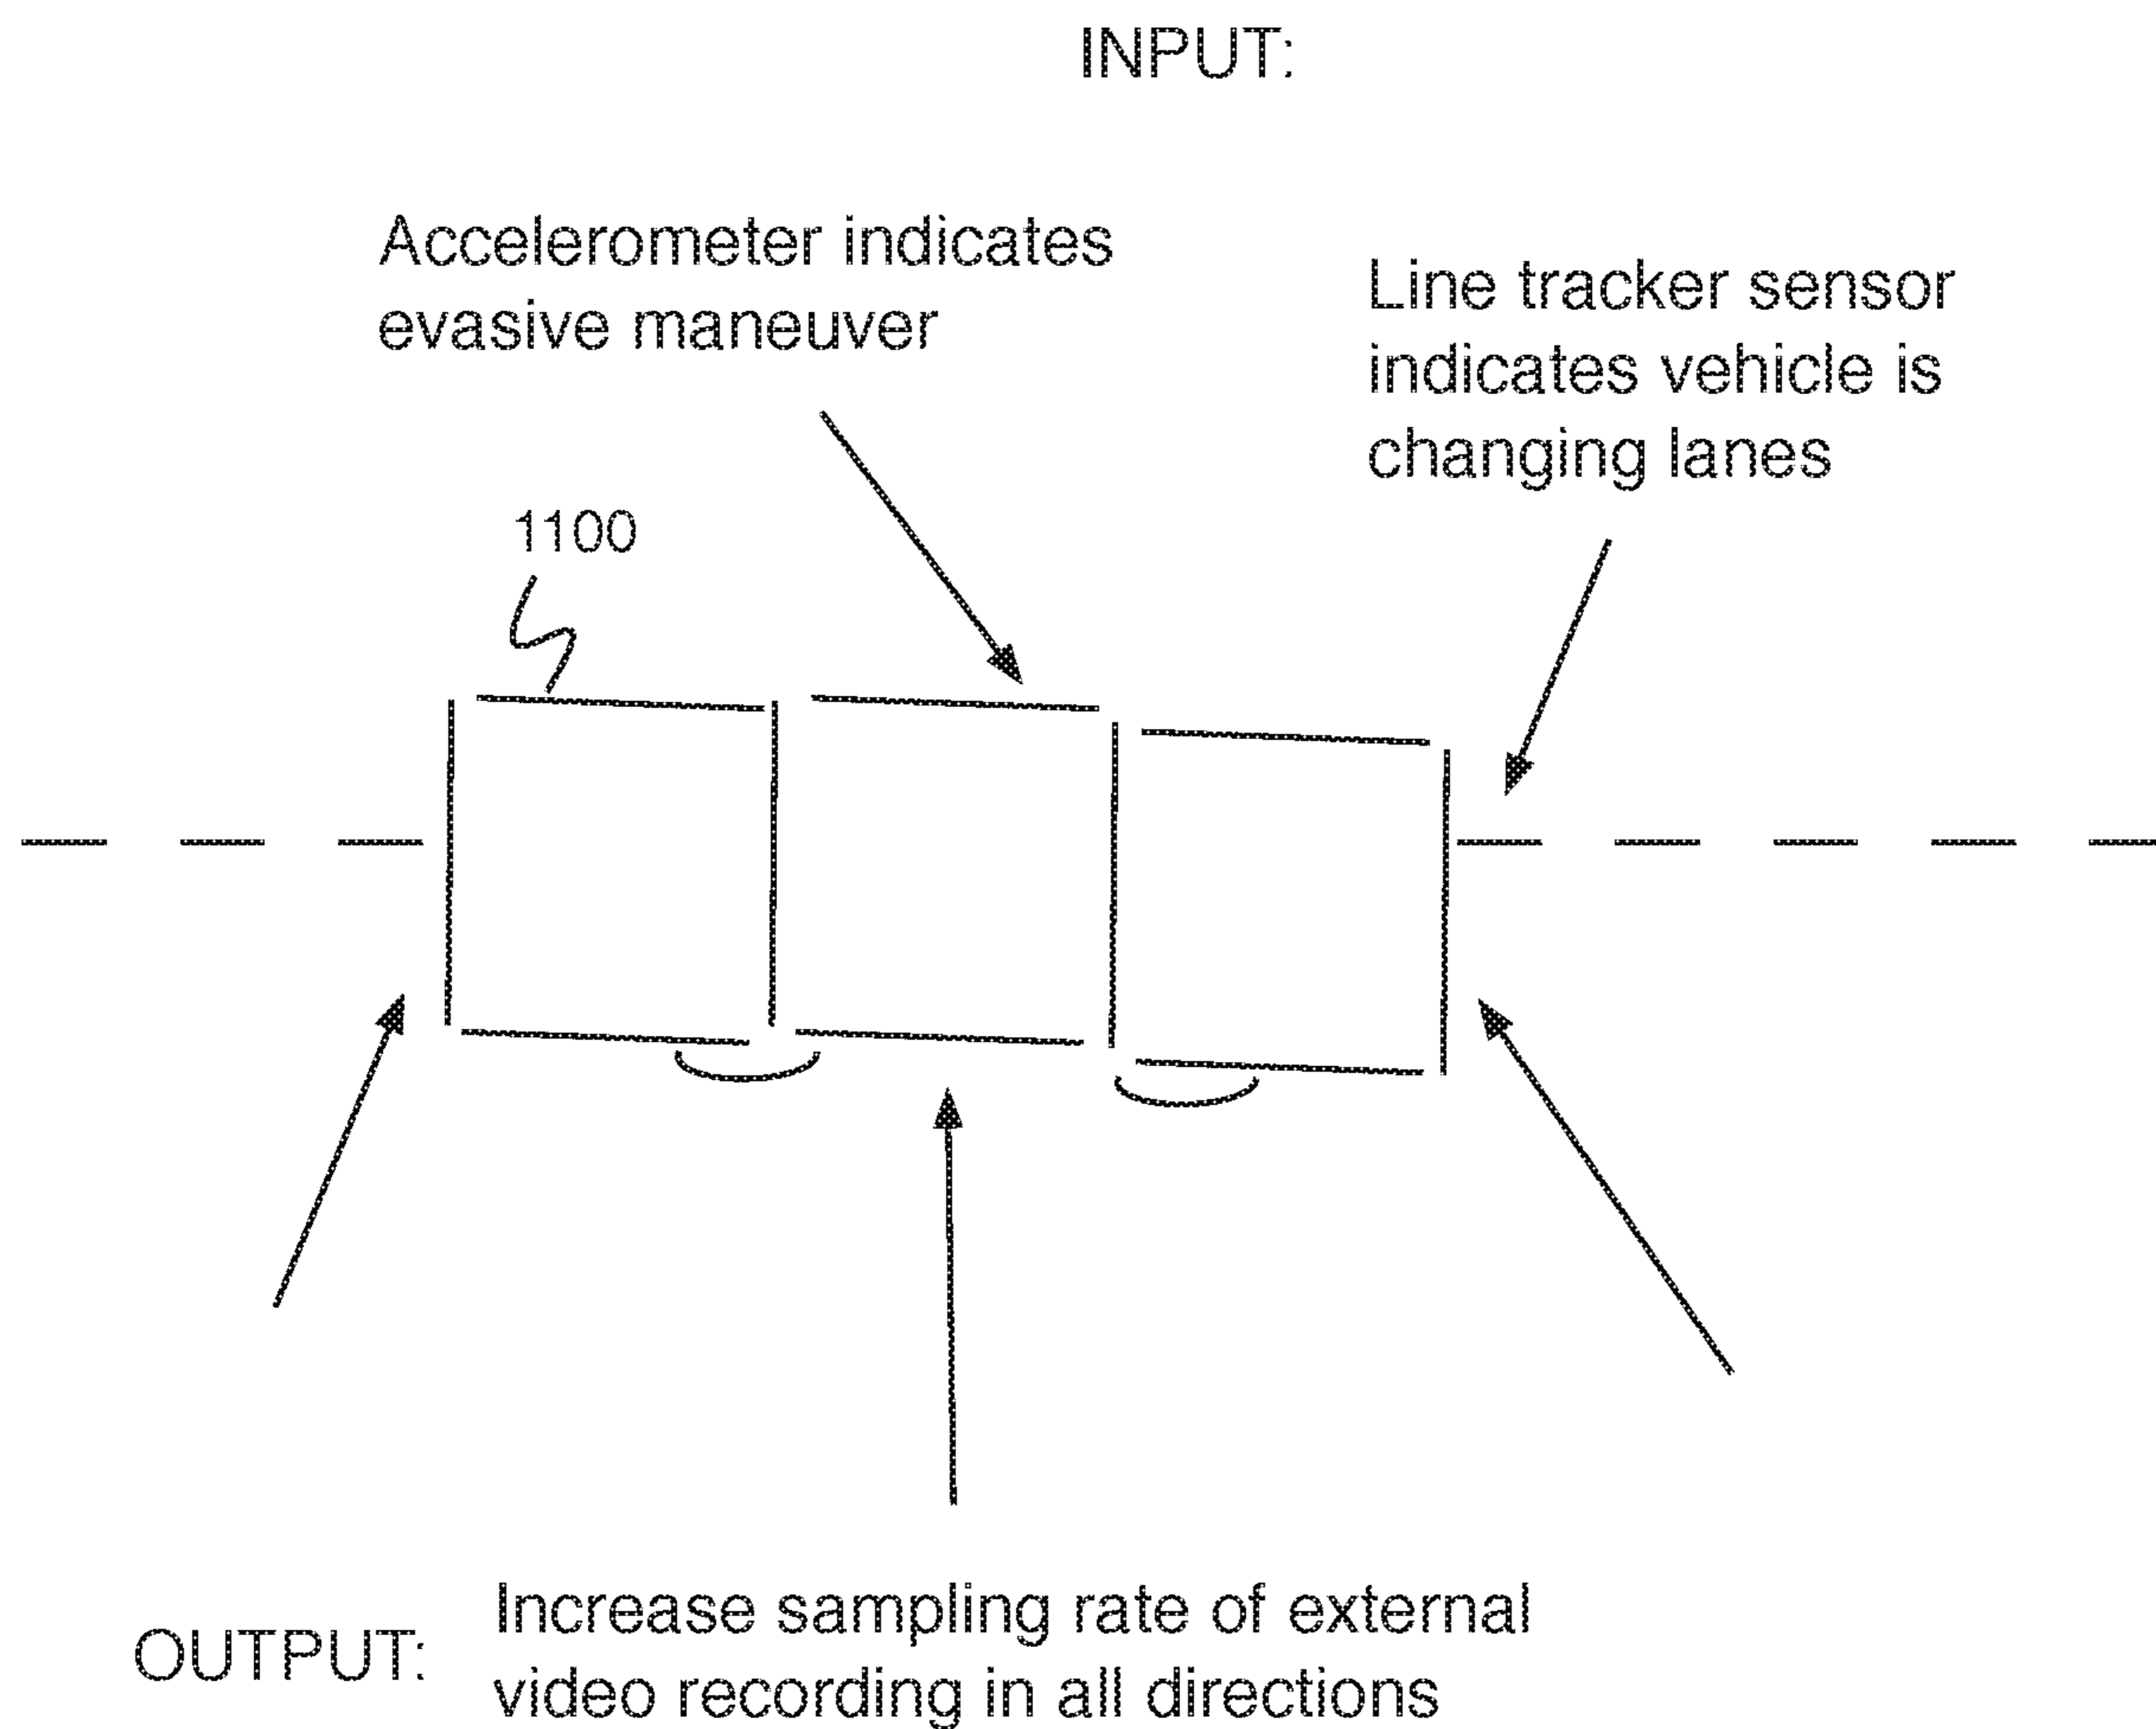 INPUT:
Accelerometer indicates
evasive maneuver
Line tracker sensor
indicates vehicle is
changing lanes
1100
OUTPUT:
Increase sampling rate of external
video recording in all directions